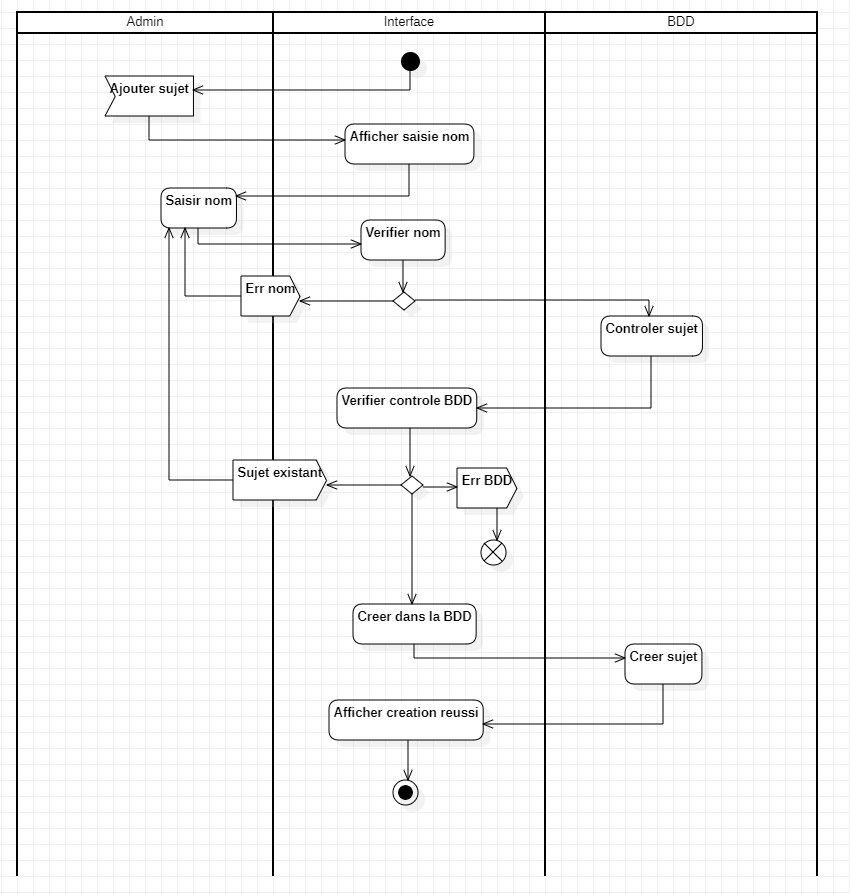 Admin
Interface
BDD
Ajouter sujet
Afficher saisie nom
Saisir nom
Verifier nom
Err nom
Controler sujet
Verifier controle BDD
Sujet existant
Err BDD
Creer dans la BDD
Creer sujet
Afficher creation reussi